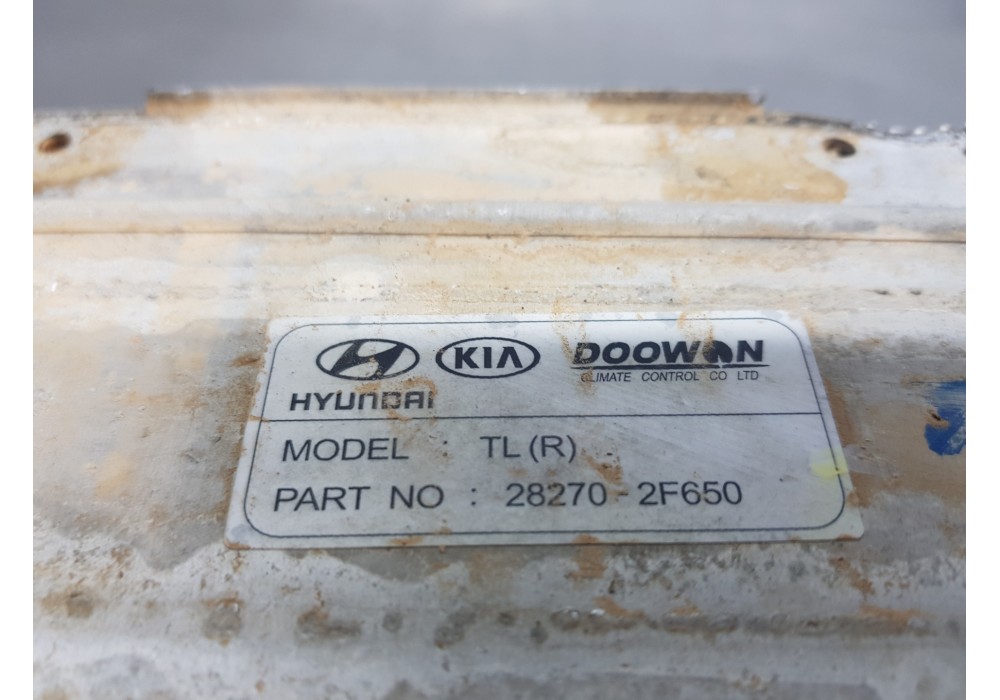 HYUNDAI KIA DOOWON
CLIMATE CONTROL CO LTD
MODEL : TL (R)
PART NO : 28270 - 2F650